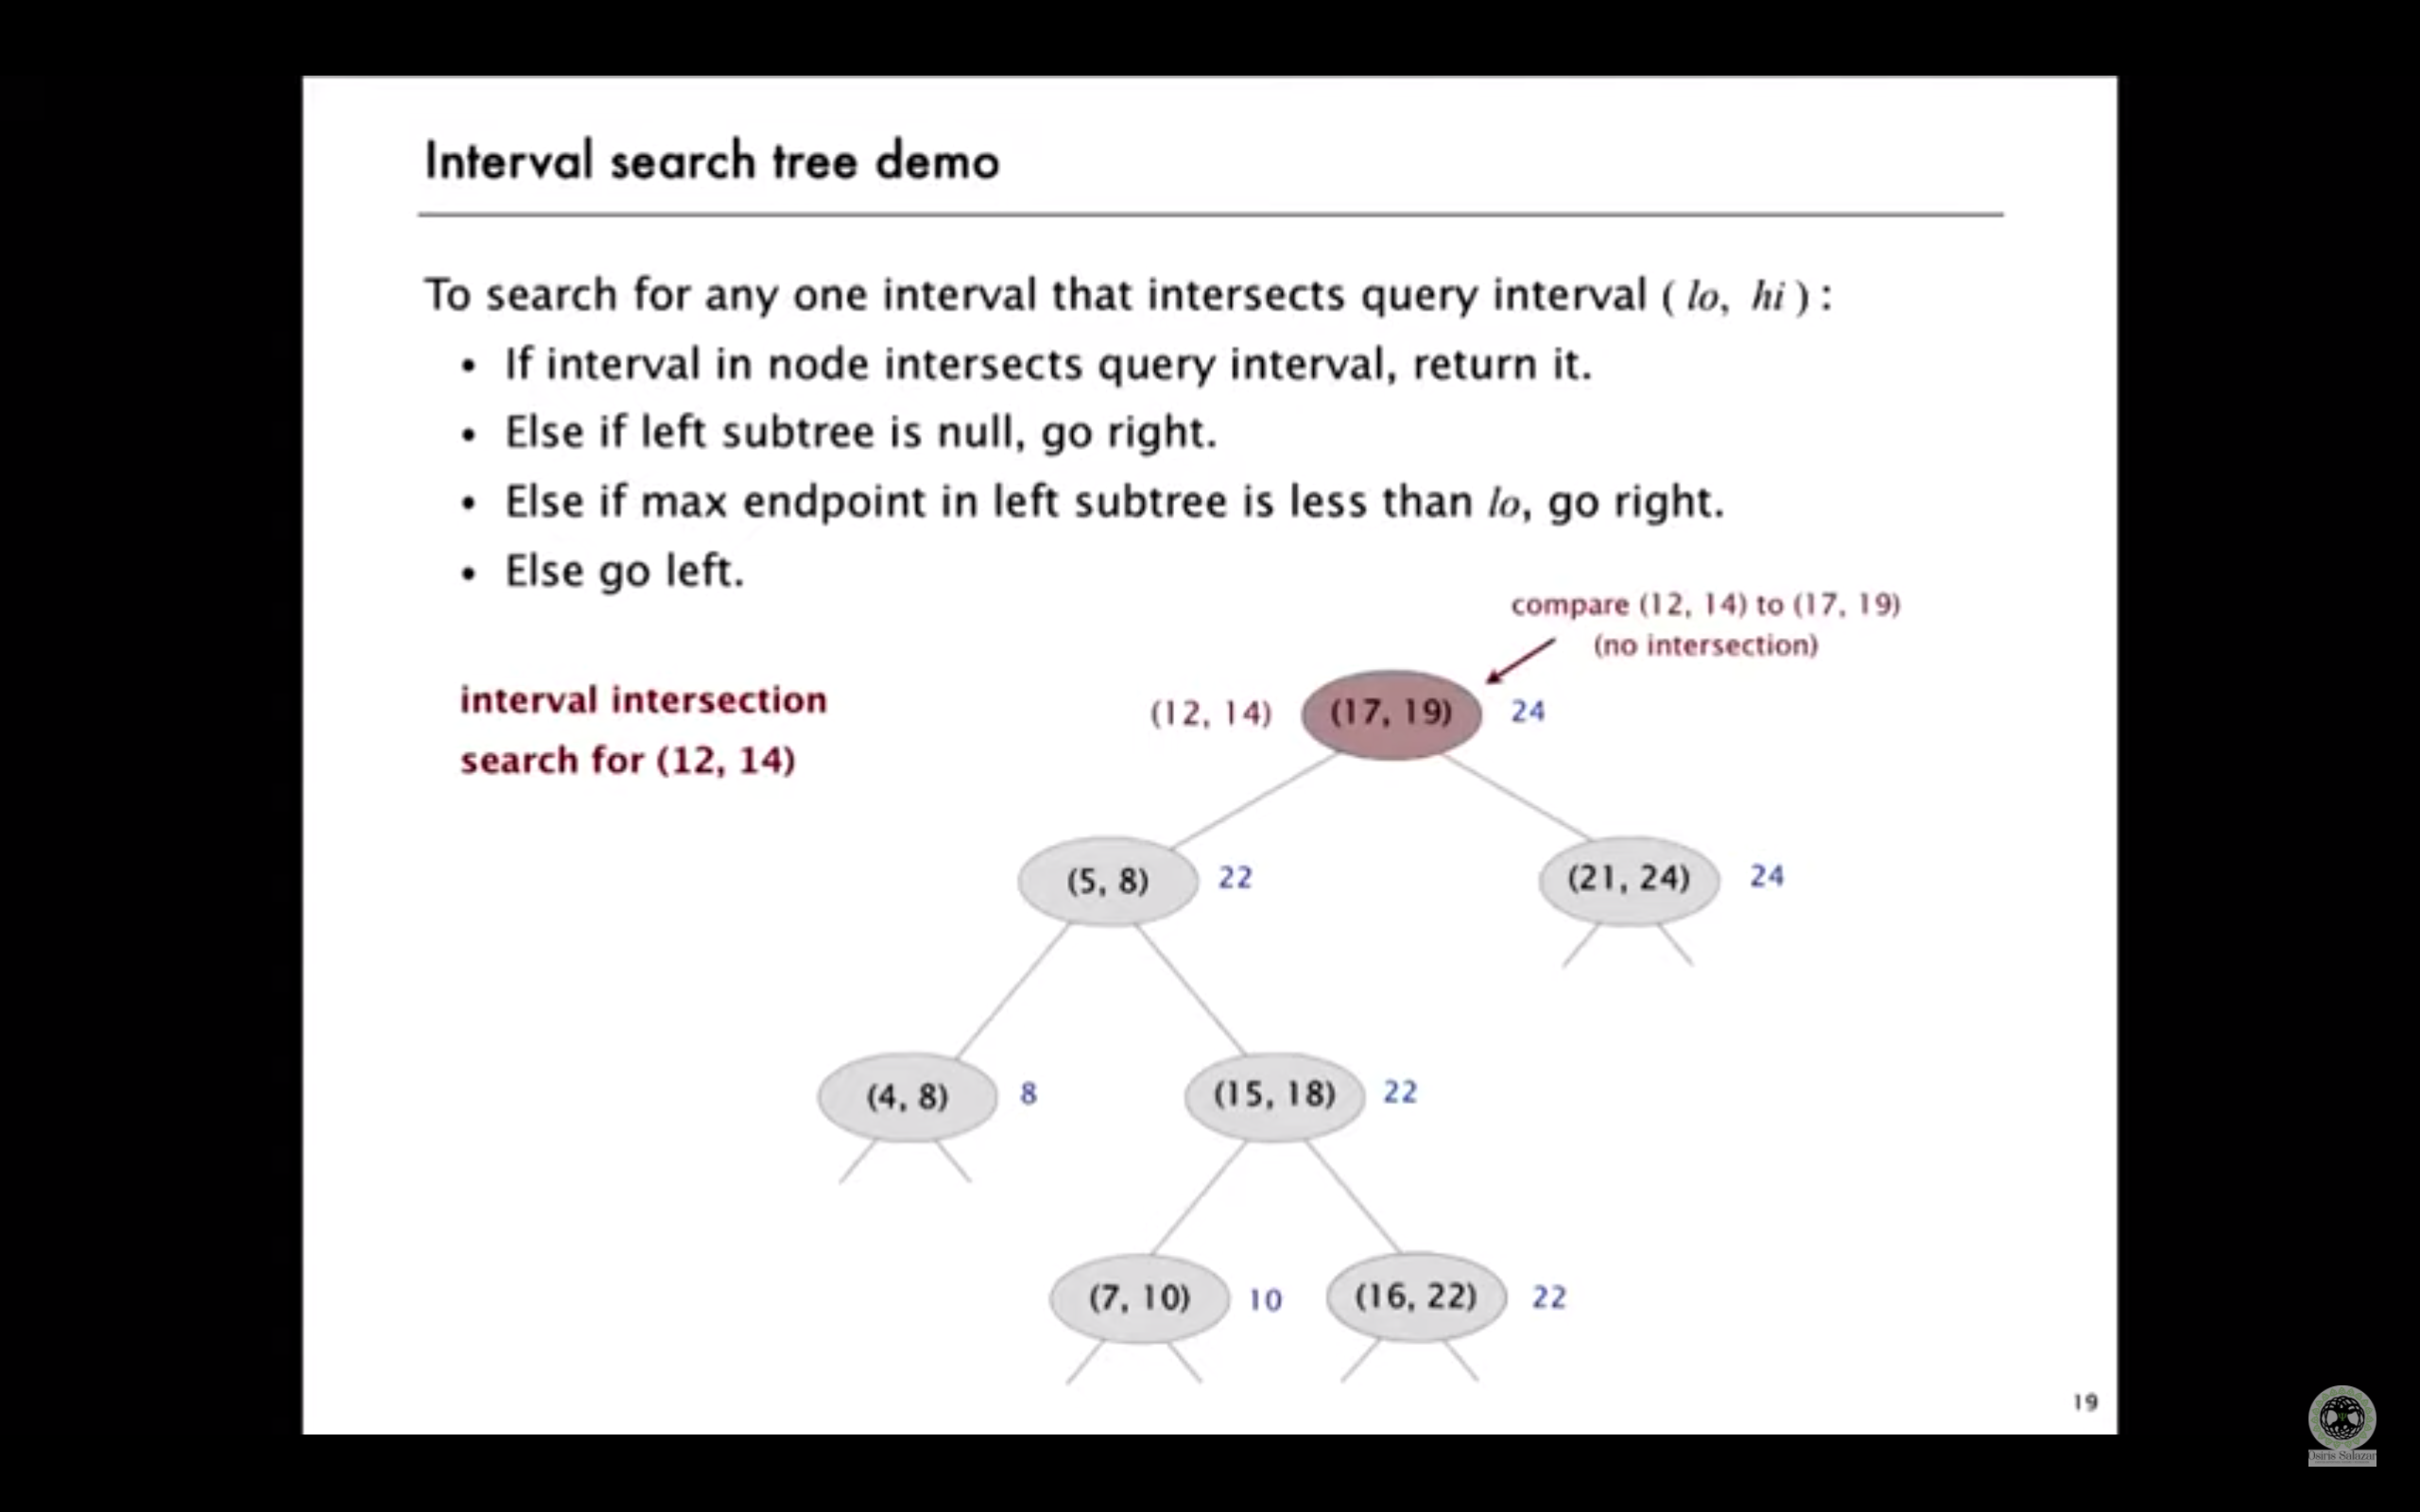 Interval search tree demo
To search for any one interval that intersects query interval ( lo, hi ) :
• If interval in node intersects query interval, return it.
• Else if left subtree is null, go right.
• Else if max endpoint in left subtree is less than lo, go right.
• Else go left.
compare (12, 14) to (17, 19)
(no intersection)
interval intersection
search for (12, 14)
(12, 14) (17, 19) 24
(5, 8) 22 (21, 24) 24
(4, 8) 8 (15, 18) 22
(7, 10) 10 (16, 22) 22
19
Osiris Salazar